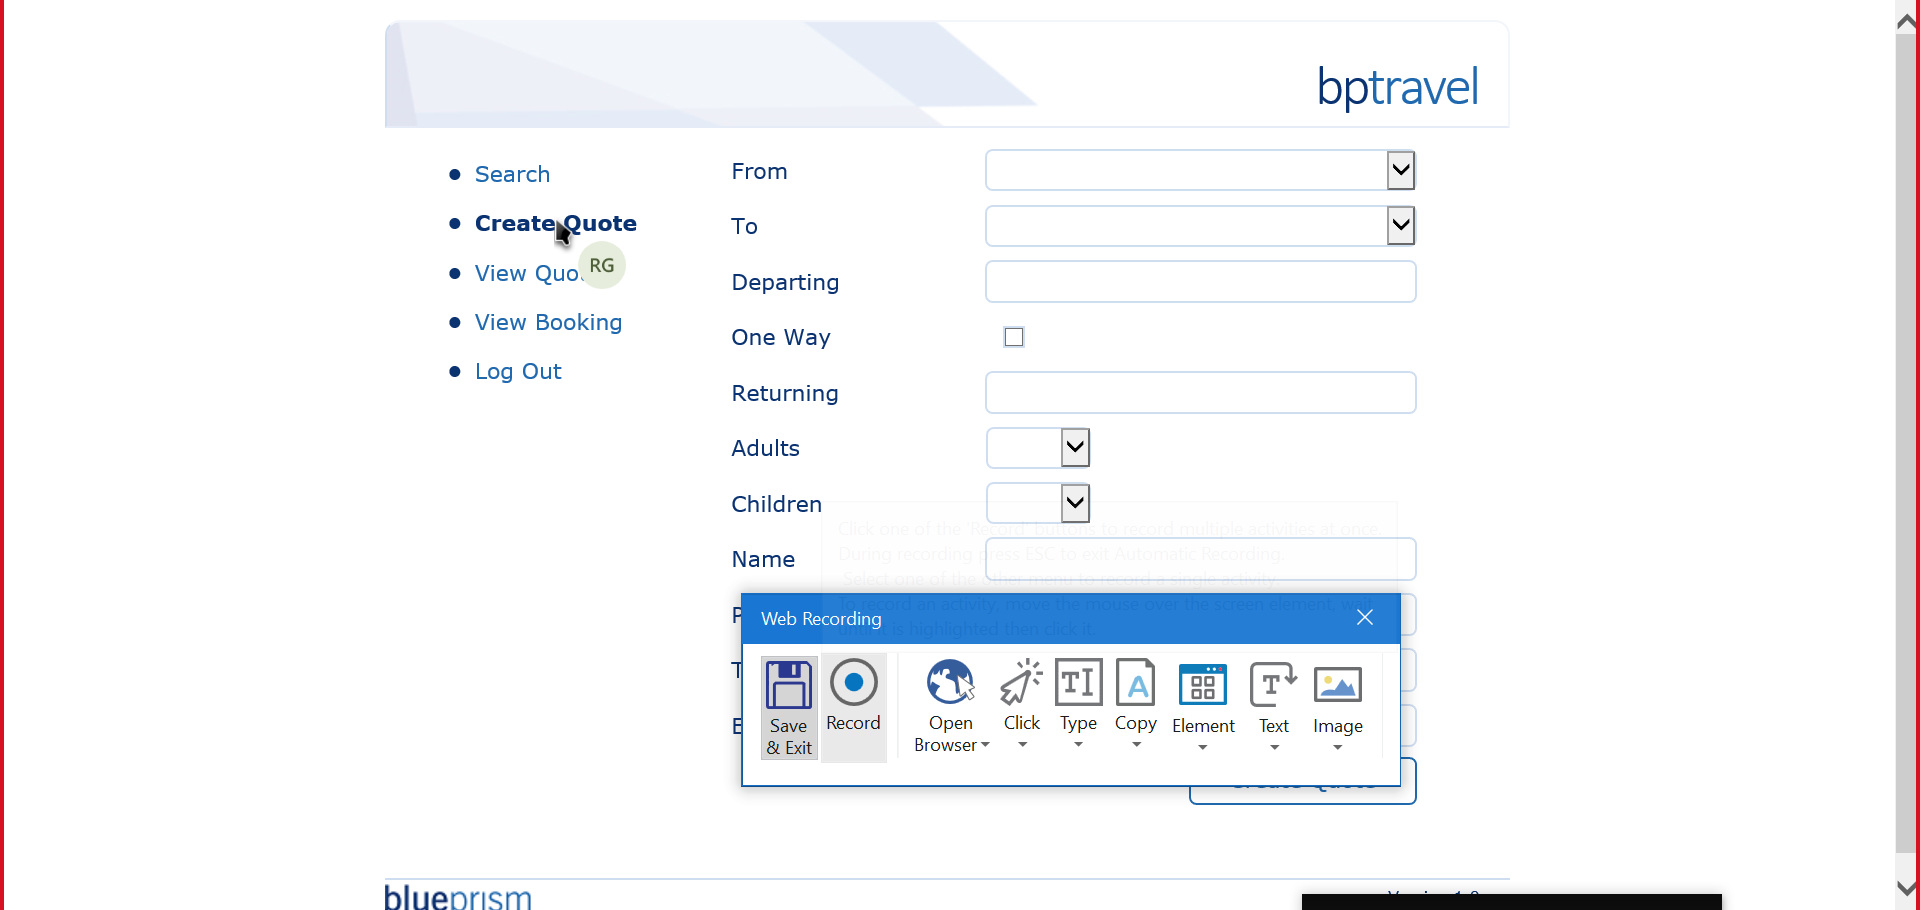 bptravel
Search
Create Quote
View Quo
View Booking
Log Out
RG
From
To
Departing
One Way
Returning
Adults
Children
Name
Click one of the 'Record' buttons to record multiple activities at once.
During recording press ESC to exit Automatic Recording.
Select one of the other menu to record a single activity.
To record an activity, move the mouse over the screen element, wait
until it is highlighted then click it.
P
T
E
Web Recording
Save & Exit
Record
Open Browser
Click
Type
Copy
Element
Text
Image
Create Quote
blueprism